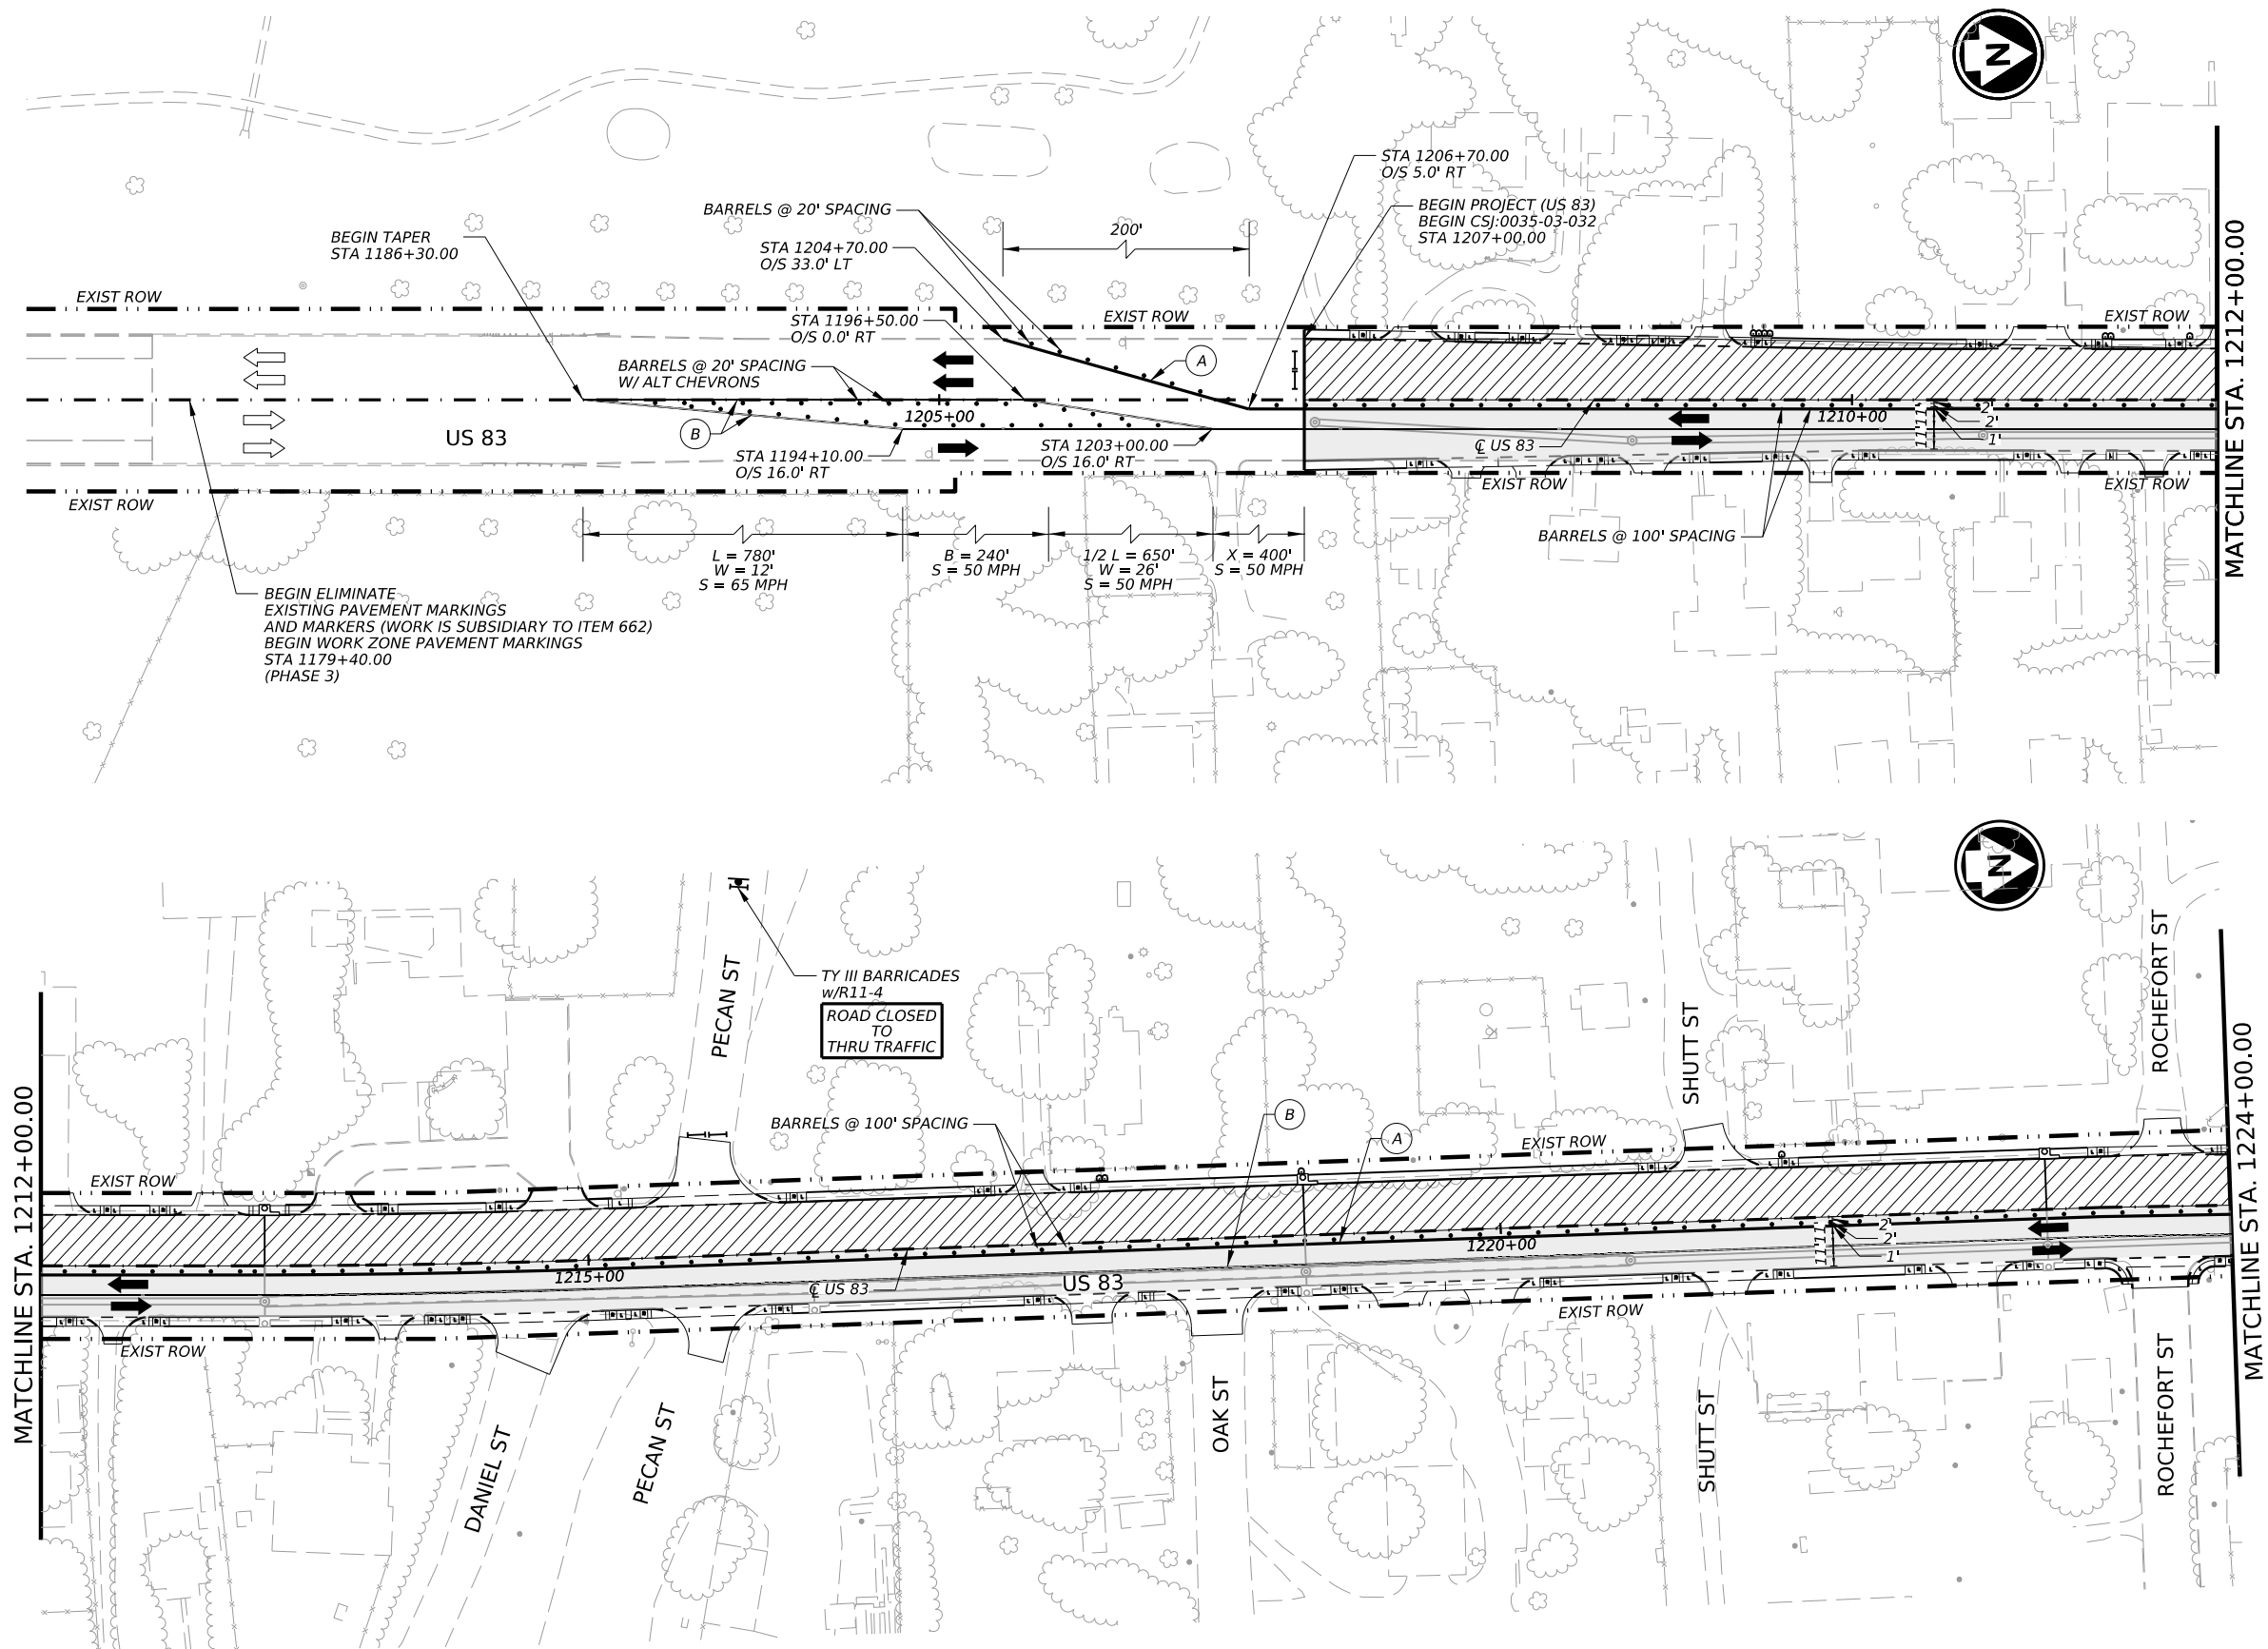 N
STA 1206+70.00
O/S 5.0' RT
BEGIN PROJECT (US 83)
BEGIN CSJ:0035-03-032
STA 1207+00.00
BARRELS @ 20' SPACING
200'
BEGIN TAPER
STA 1186+30.00
STA 1204+70.00
O/S 33.0' LT
EXIST ROW
STA 1196+50.00
O/S 0.0' RT
EXIST ROW
EXIST ROW
MATCHLINE STA. 1212+00.00
BARRELS @ 20' SPACING
W/ ALT CHEVRONS
A
1205+00
1210+00
2'
2'
1'
11'
11'
B
US 83
STA 1194+10.00
O/S 16.0' RT
STA 1203+00.00
O/S 16.0' RT
℄ US 83
EXIST ROW
EXIST ROW
EXIST ROW
BARRELS @ 100' SPACING
L = 780'
W = 12'
S = 65 MPH
B = 240'
S = 50 MPH
1/2 L = 650'
W = 26'
S = 50 MPH
X = 400'
S = 50 MPH
BEGIN ELIMINATE
EXISTING PAVEMENT MARKINGS
AND MARKERS (WORK IS SUBSIDIARY TO ITEM 662)
BEGIN WORK ZONE PAVEMENT MARKINGS
STA 1179+40.00
(PHASE 3)
N
TY III BARRICADES
w/R11-4
ROAD CLOSED
TO
THRU TRAFFIC
PECAN ST
SHUTT ST
ROCHEFORT ST
MATCHLINE STA. 1212+00.00
MATCHLINE STA. 1224+00.00
BARRELS @ 100' SPACING
B
A
EXIST ROW
EXIST ROW
1215+00
1220+00
2'
2'
1'
11'
11'
℄ US 83
US 83
EXIST ROW
EXIST ROW
DANIEL ST
PECAN ST
OAK ST
SHUTT ST
ROCHEFORT ST